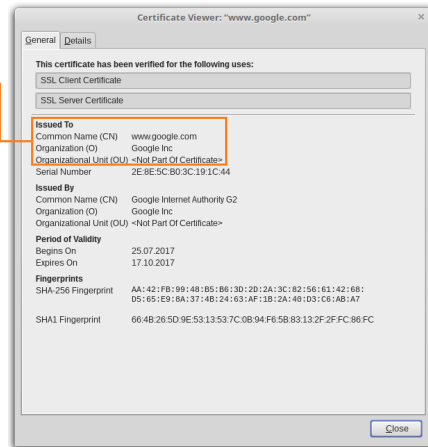 Certificate Viewer: "www.google.com"
General Details
This certificate has been verified for the following uses:
SSL Client Certificate
SSL Server Certificate
Issued To
Common Name (CN) www.google.com
Organization (O) Google Inc
Organizational Unit (OU) <Not Part Of Certificate>
Serial Number 2E:8E:5C:B0:3C:19:1C:44
Issued By
Common Name (CN) Google Internet Authority G2
Organization (O) Google Inc
Organizational Unit (OU) <Not Part Of Certificate>
Period of Validity
Begins On 25.07.2017
Expires On 17.10.2017
Fingerprints
SHA-256 Fingerprint AA:42:FB:99:48:B5:B6:3D:2D:2A:3C:82:56:61:42:68:
D5:65:E9:8A:37:4B:24:63:AF:1B:2A:40:D3:C6:AB:A7
SHA1 Fingerprint 66:4B:26:5D:9E:53:13:53:7C:0B:94:F6:5B:83:13:2F:2F:FC:86:FC
Close